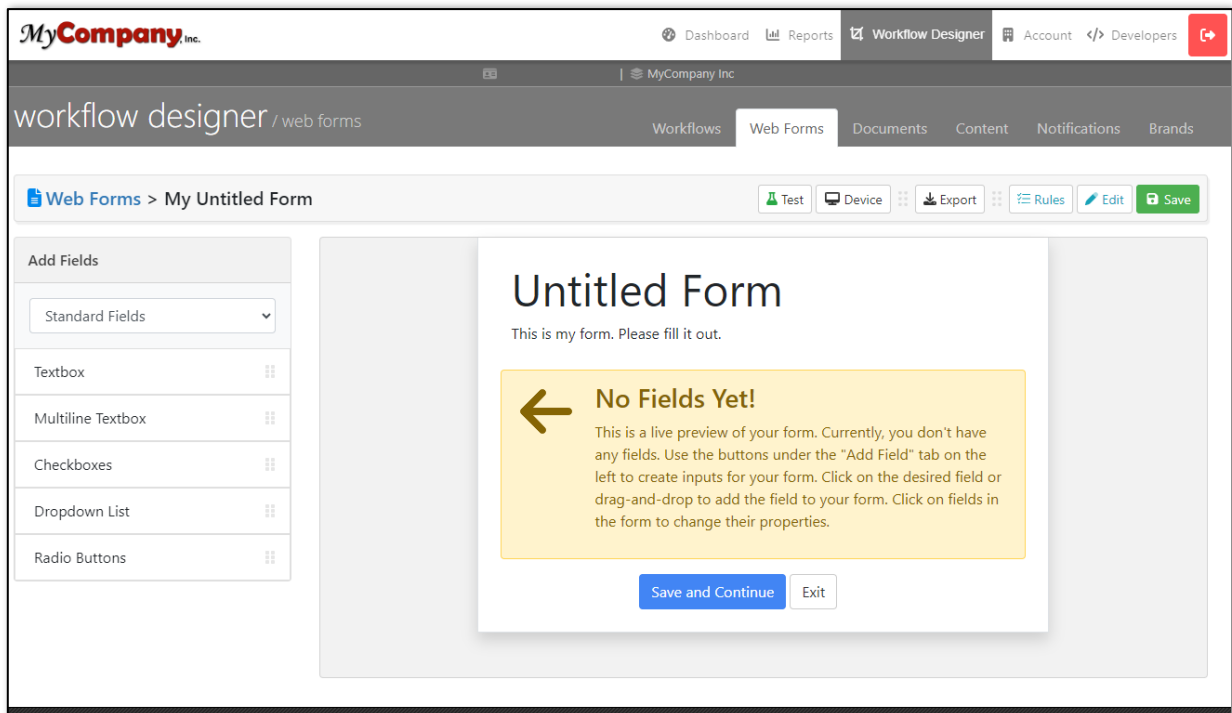 MyCompany, Inc.
Dashboard Reports Workflow Designer Account </> Developers
| MyCompany Inc
workflow designer / web forms
Workflows Web Forms Documents Content Notifications Brands
Web Forms > My Untitled Form
Test Device Export Rules Edit Save
Add Fields
Standard Fields
Textbox
Multiline Textbox
Checkboxes
Dropdown List
Radio Buttons
Untitled Form
This is my form. Please fill it out.
No Fields Yet!
This is a live preview of your form. Currently, you don't have
any fields. Use the buttons under the "Add Field" tab on the
left to create inputs for your form. Click on the desired field or
drag-and-drop to add the field to your form. Click on fields in
the form to change their properties.
Save and Continue Exit